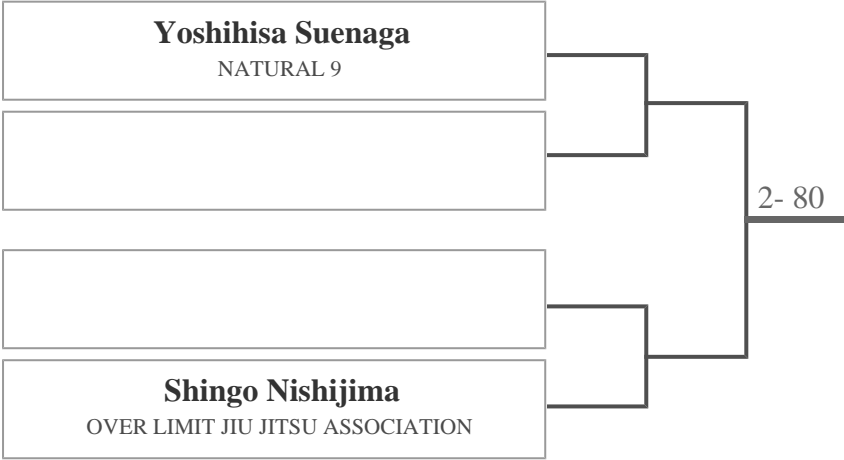 Yoshihisa Suenaga
NATURAL 9
2- 80
Shingo Nishijima
OVER LIMIT JIU JITSU ASSOCIATION